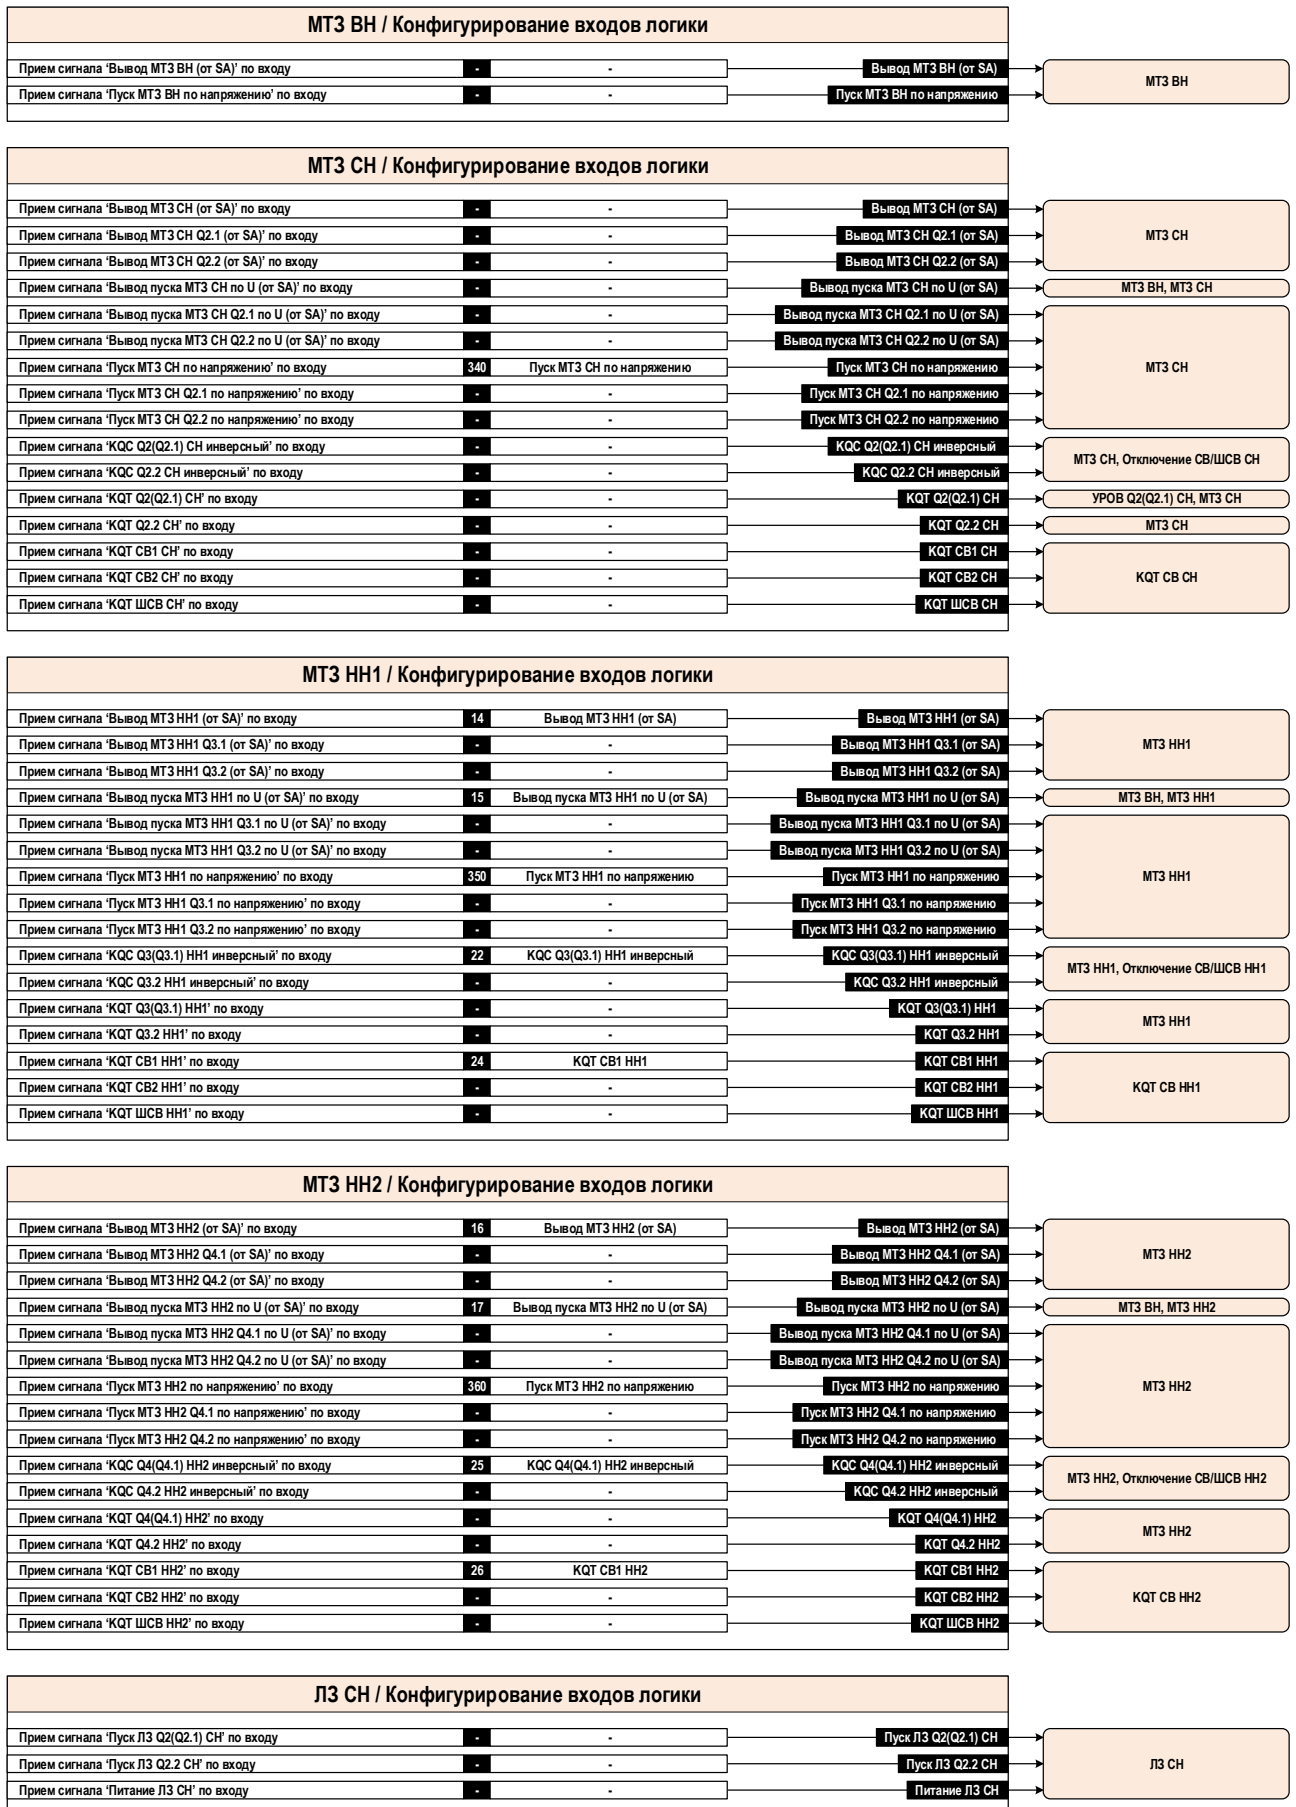 МТЗ ВН / Конфигурирование входов логики
Прием сигнала ‘Вывод МТЗ ВН (от SA)’ по входу - - Вывод МТЗ ВН (от SA)
МТЗ ВН
Прием сигнала ‘Пуск МТЗ ВН по напряжению’ по входу - - Пуск МТЗ ВН по напряжению
МТЗ СН / Конфигурирование входов логики
Прием сигнала ‘Вывод МТЗ СН (от SA)’ по входу - - Вывод МТЗ СН (от SA)
Прием сигнала ‘Вывод МТЗ СН Q2.1 (от SA)’ по входу - - Вывод МТЗ СН Q2.1 (от SA) МТЗ СН
Прием сигнала ‘Вывод МТЗ СН Q2.2 (от SA)’ по входу - - Вывод МТЗ СН Q2.2 (от SA)
Прием сигнала ‘Вывод пуска МТЗ СН по U (от SA)’ по входу - - Вывод пуска МТЗ СН по U (от SA) МТЗ ВН, МТЗ СН
Прием сигнала ‘Вывод пуска МТЗ СН Q2.1 по U (от SA)’ по входу - - Вывод пуска МТЗ СН Q2.1 по U (от SA)
Прием сигнала ‘Вывод пуска МТЗ СН Q2.2 по U (от SA)’ по входу - - Вывод пуска МТЗ СН Q2.2 по U (от SA)
Прием сигнала ‘Пуск МТЗ СН по напряжению’ по входу 340 Пуск МТЗ СН по напряжению Пуск МТЗ СН по напряжению МТЗ СН
Прием сигнала ‘Пуск МТЗ СН Q2.1 по напряжению’ по входу - - Пуск МТЗ СН Q2.1 по напряжению
Прием сигнала ‘Пуск МТЗ СН Q2.2 по напряжению’ по входу - - Пуск МТЗ СН Q2.2 по напряжению
Прием сигнала ‘KQC Q2(Q2.1) СН инверсный’ по входу - - KQC Q2(Q2.1) СН инверсный
МТЗ СН, Отключение СВ/ШСВ СН
Прием сигнала ‘KQC Q2.2 СН инверсный’ по входу - - KQC Q2.2 СН инверсный
Прием сигнала ‘KQT Q2(Q2.1) СН’ по входу - - KQT Q2(Q2.1) СН УРОВ Q2(Q2.1) СН, МТЗ СН
Прием сигнала ‘KQT Q2.2 СН’ по входу - - KQT Q2.2 СН МТЗ СН
Прием сигнала ‘KQT СВ1 СН’ по входу - - KQT СВ1 СН
Прием сигнала ‘KQT СВ2 СН’ по входу - - KQT СВ2 СН KQT СВ СН
Прием сигнала ‘KQT ШСВ СН’ по входу - - KQT ШСВ СН
МТЗ НН1 / Конфигурирование входов логики
Прием сигнала ‘Вывод МТЗ НН1 (от SA)’ по входу 14 Вывод МТЗ НН1 (от SA) Вывод МТЗ НН1 (от SA)
Прием сигнала ‘Вывод МТЗ НН1 Q3.1 (от SA)’ по входу - - Вывод МТЗ НН1 Q3.1 (от SA) МТЗ НН1
Прием сигнала ‘Вывод МТЗ НН1 Q3.2 (от SA)’ по входу - - Вывод МТЗ НН1 Q3.2 (от SA)
Прием сигнала ‘Вывод пуска МТЗ НН1 по U (от SA)’ по входу 15 Вывод пуска МТЗ НН1 по U (от SA) Вывод пуска МТЗ НН1 по U (от SA) МТЗ ВН, МТЗ НН1
Прием сигнала ‘Вывод пуска МТЗ НН1 Q3.1 по U (от SA)’ по входу - - Вывод пуска МТЗ НН1 Q3.1 по U (от SA)
Прием сигнала ‘Вывод пуска МТЗ НН1 Q3.2 по U (от SA)’ по входу - - Вывод пуска МТЗ НН1 Q3.2 по U (от SA)
Прием сигнала ‘Пуск МТЗ НН1 по напряжению’ по входу 350 Пуск МТЗ НН1 по напряжению Пуск МТЗ НН1 по напряжению МТЗ НН1
Прием сигнала ‘Пуск МТЗ НН1 Q3.1 по напряжению’ по входу - - Пуск МТЗ НН1 Q3.1 по напряжению
Прием сигнала ‘Пуск МТЗ НН1 Q3.2 по напряжению’ по входу - - Пуск МТЗ НН1 Q3.2 по напряжению
Прием сигнала ‘KQC Q3(Q3.1) НН1 инверсный’ по входу 22 KQC Q3(Q3.1) НН1 инверсный KQC Q3(Q3.1) НН1 инверсный
МТЗ НН1, Отключение СВ/ШСВ НН1
Прием сигнала ‘KQC Q3.2 НН1 инверсный’ по входу - - KQC Q3.2 НН1 инверсный
Прием сигнала ‘KQT Q3(Q3.1) НН1’ по входу - - KQT Q3(Q3.1) НН1
МТЗ НН1
Прием сигнала ‘KQT Q3.2 НН1’ по входу - - KQT Q3.2 НН1
Прием сигнала ‘KQT СВ1 НН1’ по входу 24 KQT СВ1 НН1 KQT СВ1 НН1
Прием сигнала ‘KQT СВ2 НН1’ по входу - - KQT СВ2 НН1 KQT СВ НН1
Прием сигнала ‘KQT ШСВ НН1’ по входу - - KQT ШСВ НН1
МТЗ НН2 / Конфигурирование входов логики
Прием сигнала ‘Вывод МТЗ НН2 (от SA)’ по входу 16 Вывод МТЗ НН2 (от SA) Вывод МТЗ НН2 (от SA)
Прием сигнала ‘Вывод МТЗ НН2 Q4.1 (от SA)’ по входу - - Вывод МТЗ НН2 Q4.1 (от SA) МТЗ НН2
Прием сигнала ‘Вывод МТЗ НН2 Q4.2 (от SA)’ по входу - - Вывод МТЗ НН2 Q4.2 (от SA)
Прием сигнала ‘Вывод пуска МТЗ НН2 по U (от SA)’ по входу 17 Вывод пуска МТЗ НН2 по U (от SA) Вывод пуска МТЗ НН2 по U (от SA) МТЗ ВН, МТЗ НН2
Прием сигнала ‘Вывод пуска МТЗ НН2 Q4.1 по U (от SA)’ по входу - - Вывод пуска МТЗ НН2 Q4.1 по U (от SA)
Прием сигнала ‘Вывод пуска МТЗ НН2 Q4.2 по U (от SA)’ по входу - - Вывод пуска МТЗ НН2 Q4.2 по U (от SA)
Прием сигнала ‘Пуск МТЗ НН2 по напряжению’ по входу 360 Пуск МТЗ НН2 по напряжению Пуск МТЗ НН2 по напряжению МТЗ НН2
Прием сигнала ‘Пуск МТЗ НН2 Q4.1 по напряжению’ по входу - - Пуск МТЗ НН2 Q4.1 по напряжению
Прием сигнала ‘Пуск МТЗ НН2 Q4.2 по напряжению’ по входу - - Пуск МТЗ НН2 Q4.2 по напряжению
Прием сигнала ‘KQC Q4(Q4.1) НН2 инверсный’ по входу 25 KQC Q4(Q4.1) НН2 инверсный KQC Q4(Q4.1) НН2 инверсный
МТЗ НН2, Отключение СВ/ШСВ НН2
Прием сигнала ‘KQC Q4.2 НН2 инверсный’ по входу - - KQC Q4.2 НН2 инверсный
Прием сигнала ‘KQT Q4(Q4.1) НН2’ по входу - - KQT Q4(Q4.1) НН2
МТЗ НН2
Прием сигнала ‘KQT Q4.2 НН2’ по входу - - KQT Q4.2 НН2
Прием сигнала ‘KQT СВ1 НН2’ по входу 26 KQT СВ1 НН2 KQT СВ1 НН2
Прием сигнала ‘KQT СВ2 НН2’ по входу - - KQT СВ2 НН2 KQT СВ НН2
Прием сигнала ‘KQT ШСВ НН2’ по входу - - KQT ШСВ НН2
ЛЗ СН / Конфигурирование входов логики
Прием сигнала ‘Пуск ЛЗ Q2(Q2.1) СН’ по входу - - Пуск ЛЗ Q2(Q2.1) СН
Прием сигнала ‘Пуск ЛЗ Q2.2 СН’ по входу - - Пуск ЛЗ Q2.2 СН ЛЗ СН
Прием сигнала ‘Питание ЛЗ СН’ по входу - - Питание ЛЗ СН